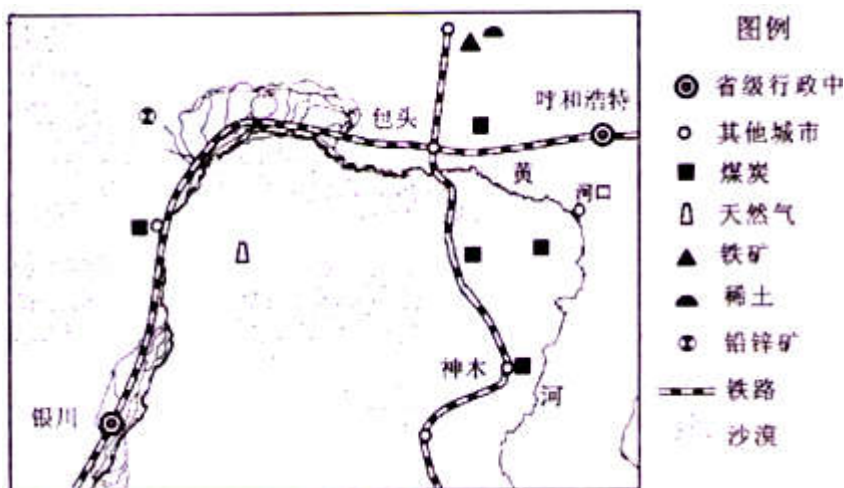 呼和浩特
包头
黄
河口
神木
河
银川
图例
省级行政中
其他城市
煤炭
天然气
铁矿
稀土
铅锌矿
铁路
沙漠